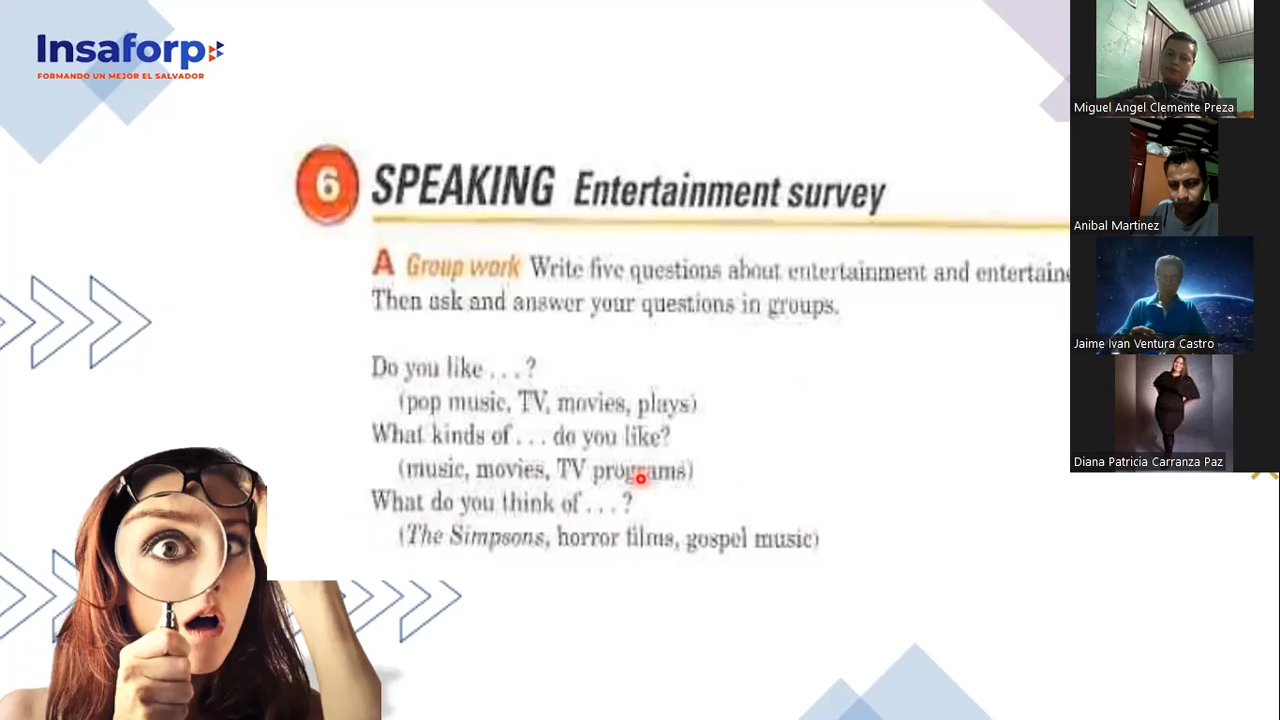 Insaforp
FORMANDO UN MEJOR EL SALVADOR
6 SPEAKING Entertainment survey
A Group work Write five questions about entertainment and
Then ask and answer your questions in groups.
Do you like . . . ?
(pop music, TV, movies, plays)
What kinds of . . . do you like?
(music, movies, TV programs)
What do you think of . . . ?
(The Simpsons, horror films, gospel music)
Miguel Angel Clemente Preza
Anibal Martinez
Jaime Ivan Ventura Castro
Diana Patricia Carranza Paz